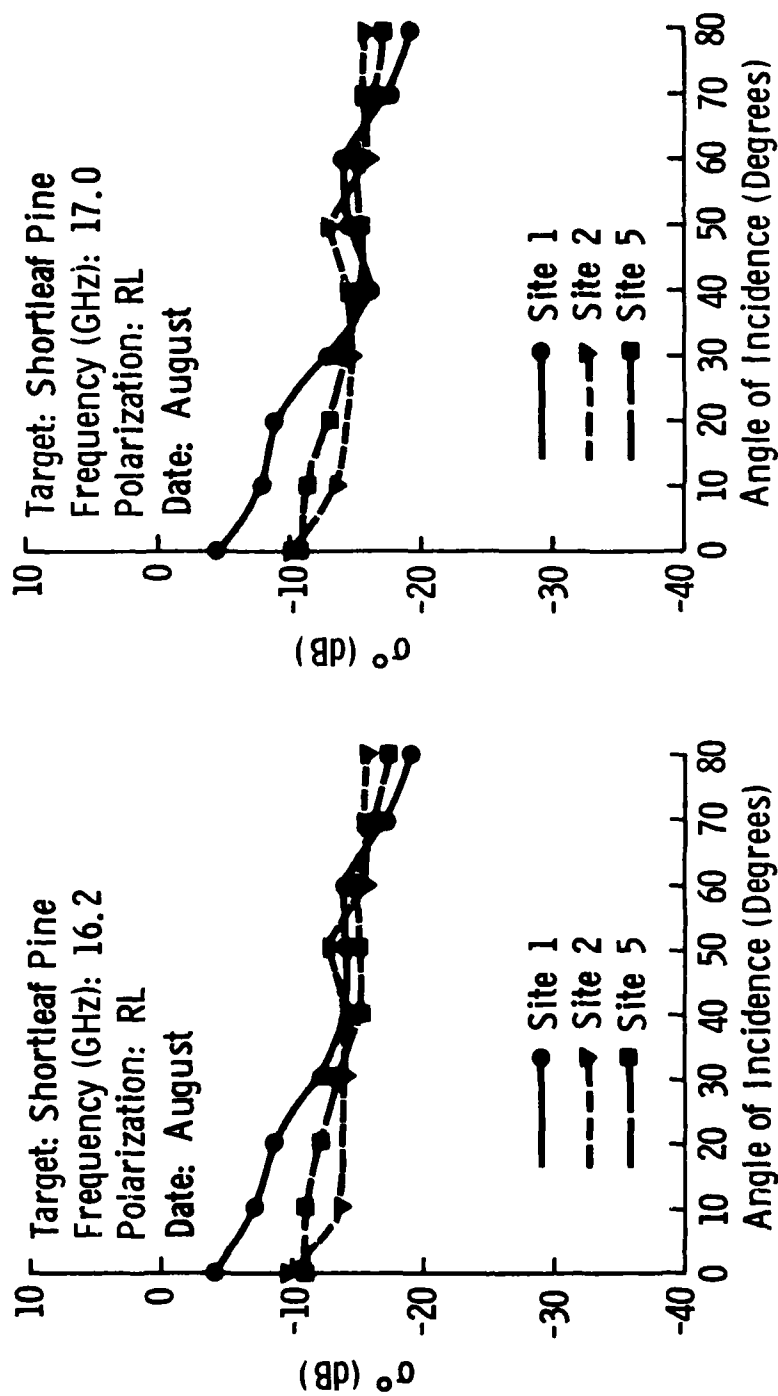 Target: Shortleaf Pine
Frequency (GHz): 16.2
Polarization: RL
Date: August
10
0
-10
-20
-30
-40
σ° (dB)
0 10 20 30 40 50 60 70 80
Angle of Incidence (Degrees)
Site 1
Site 2
Site 5
Target: Shortleaf Pine
Frequency (GHz): 17.0
Polarization: RL
Date: August
10
0
-10
-20
-30
-40
σ° (dB)
0 10 20 30 40 50 60 70 80
Angle of Incidence (Degrees)
Site 1
Site 2
Site 5